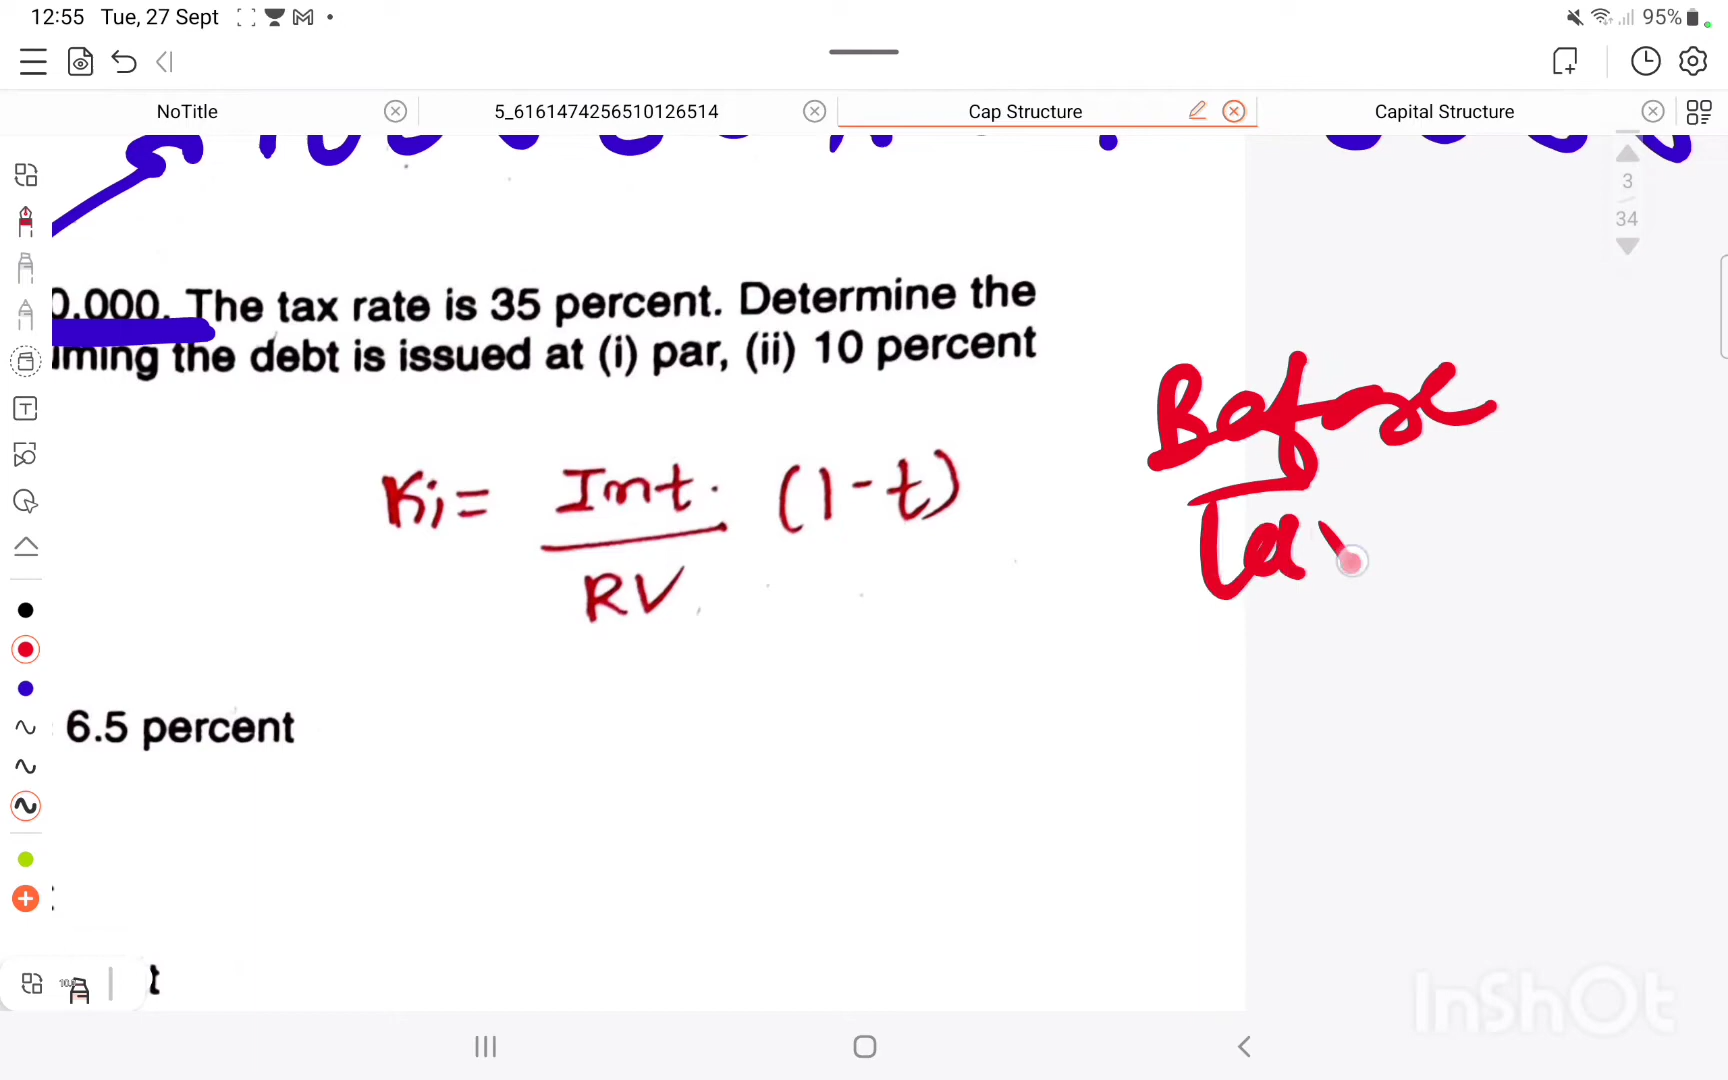 12:55 Tue, 27 Sept
95%
NoTitle
5_6161474256510126514
Cap Structure
Capital Structure
3
34
0,000. The tax rate is 35 percent. Determine the
uming the debt is issued at (i) par, (ii) 10 percent
Before
Ki = Int. (1-t)
RV
Ta
6.5 percent
t
InShOt